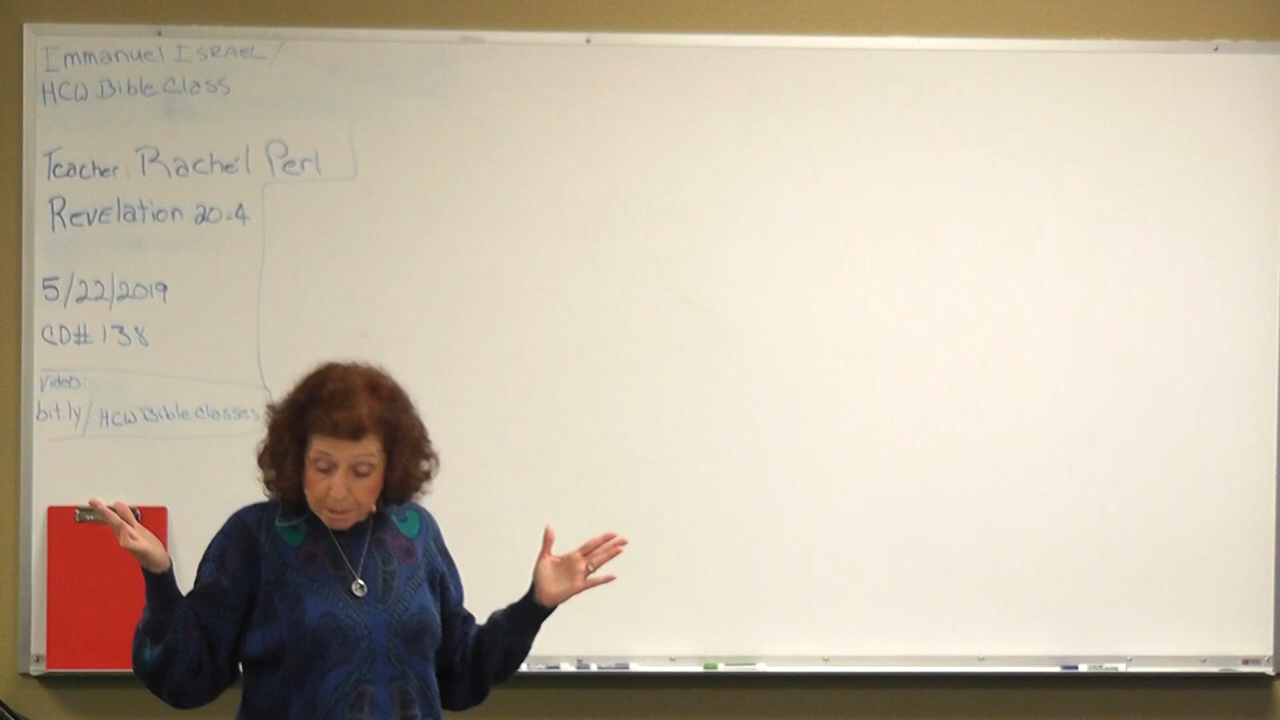 Immanuel ISRAEL/
HCW Bible Class
Teacher: Rachel Perl
Revelation 20:4
5/22/2019
CD# 138
Video:
bit.ly/HCWBibleclasses